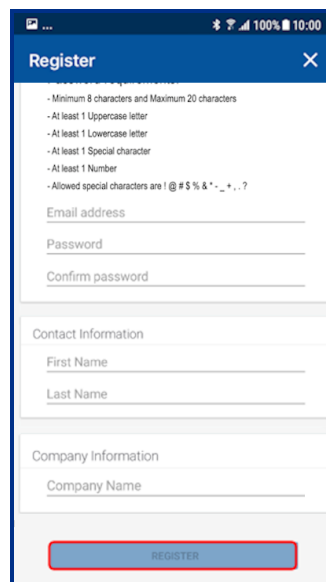 ... 100% 10:00
Register
Password requirements:
- Minimum 8 characters and Maximum 20 characters
- At least 1 Uppercase letter
- At least 1 Lowercase letter
- At least 1 Special character
- At least 1 Number
- Allowed special characters are ! @ # $ % & * - _ + , . ?
Email address
Password
Confirm password
Contact Information
First Name
Last Name
Company Information
Company Name
REGISTER